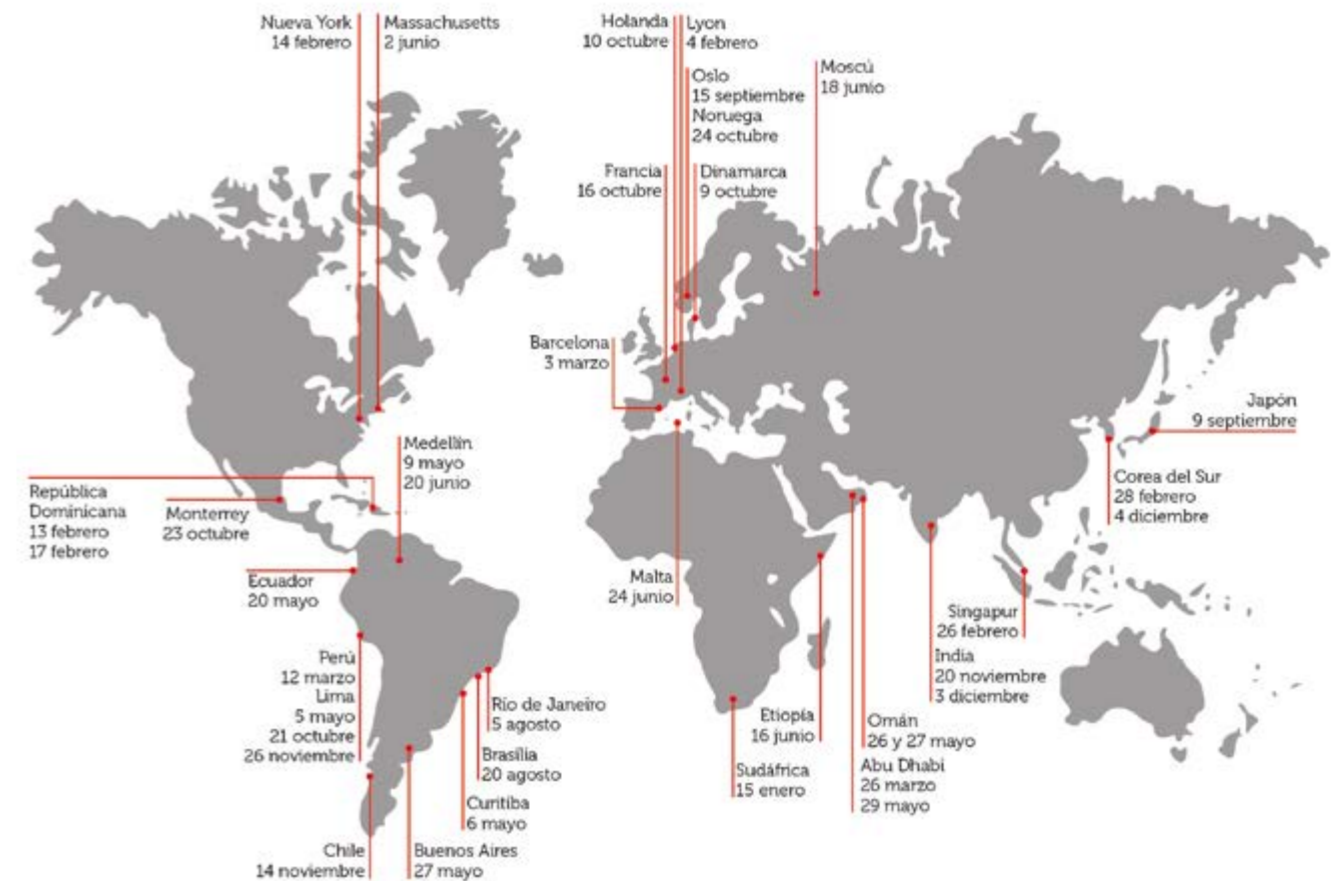 Nueva York
14 febrero
Massachusetts
2 junio
Holanda
10 octubre
Lyon
4 febrero
Oslo
15 septiembre
Noruega
24 octubre
Moscú
18 junio
Francia
16 octubre
Dinamarca
9 octubre
Barcelona
3 marzo
Japón
9 septiembre
Medellín
9 mayo
20 junio
República
Dominicana
13 febrero
17 febrero
Monterrey
23 octubre
Corea del Sur
28 febrero
4 diciembre
Ecuador
20 mayo
Malta
24 junio
Singapur
26 febrero
India
20 noviembre
3 diciembre
Perú
12 marzo
Lima
5 mayo
21 octubre
26 noviembre
Río de Janeiro
5 agosto
Brasília
20 agosto
Curitiba
6 mayo
Etiopía
16 junio
Omán
26 y 27 mayo
Abu Dhabi
26 marzo
29 mayo
Sudáfrica
15 enero
Chile
14 noviembre
Buenos Aires
27 mayo